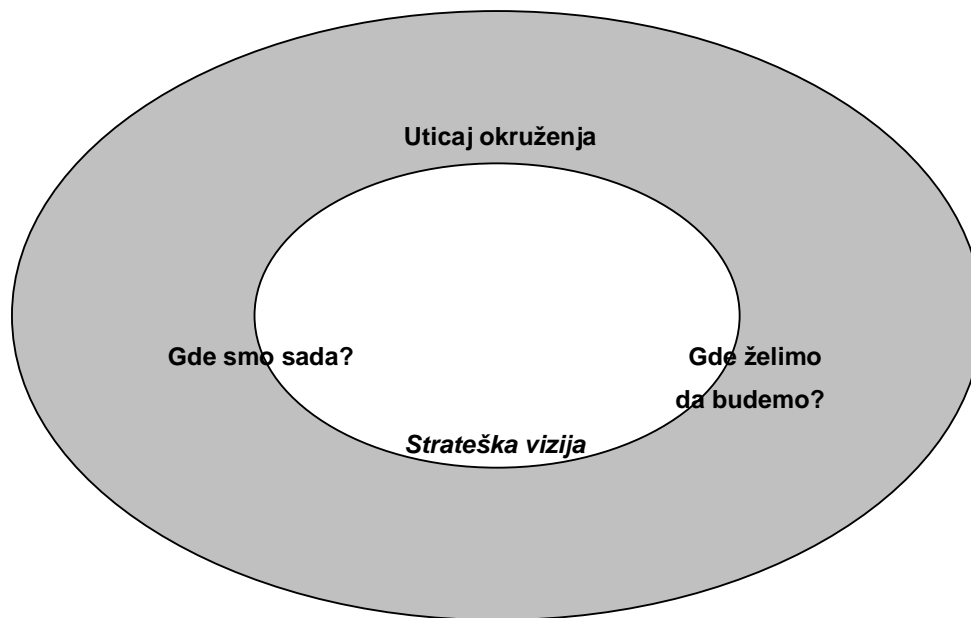 Uticaj okruženja
Gde smo sada?
Gde želimo
da budemo?
Strateška vizija